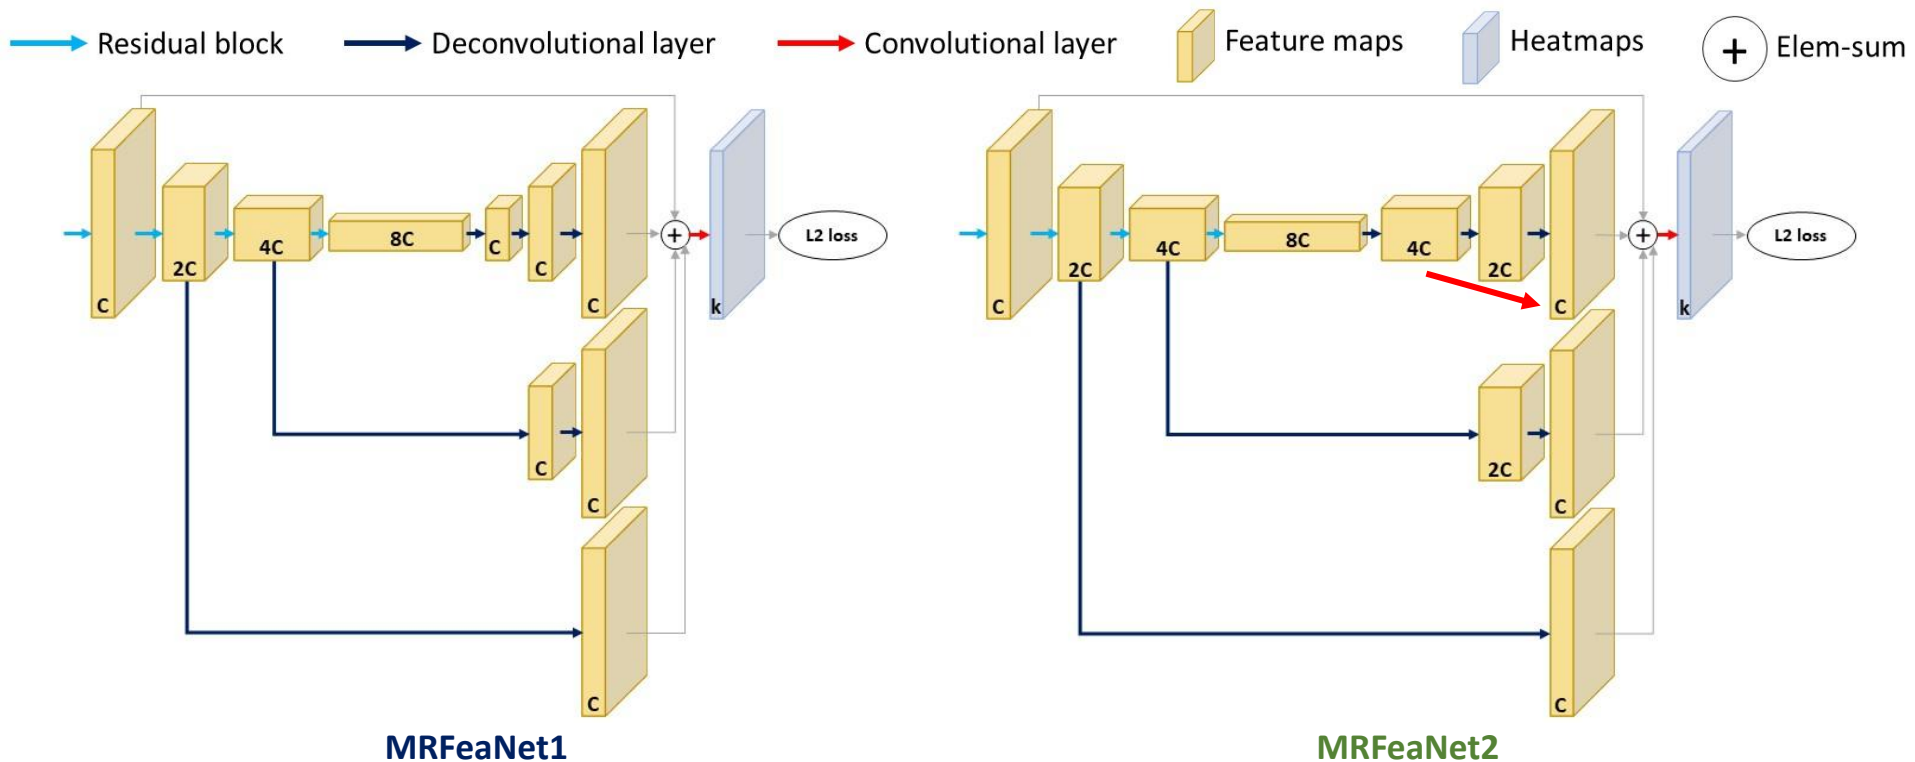 Residual block
Deconvolutional layer
Convolutional layer
Feature maps
Heatmaps
+
Elem-sum
C
2C
4C
8C
C
C
C
+
k
L2 loss
C
C
C
MRFeaNet1
C
2C
4C
8C
4C
2C
C
+
k
L2 loss
2C
C
C
MRFeaNet2